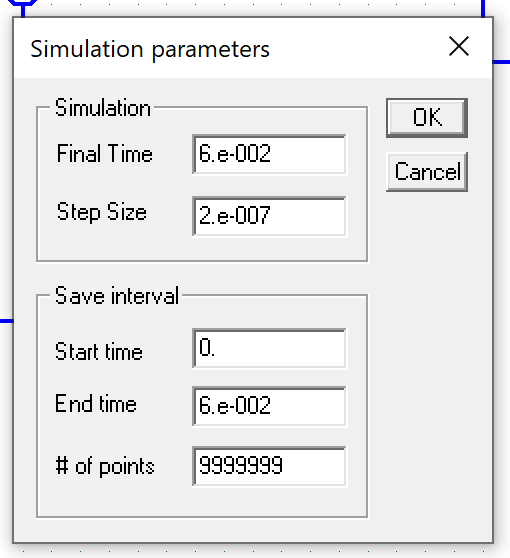 Simulation parameters
Simulation
OK
Final Time 6.e-002
Cancel
Step Size 2.e-007
Save interval
Start time 0.
End time 6.e-002
# of points 9999999